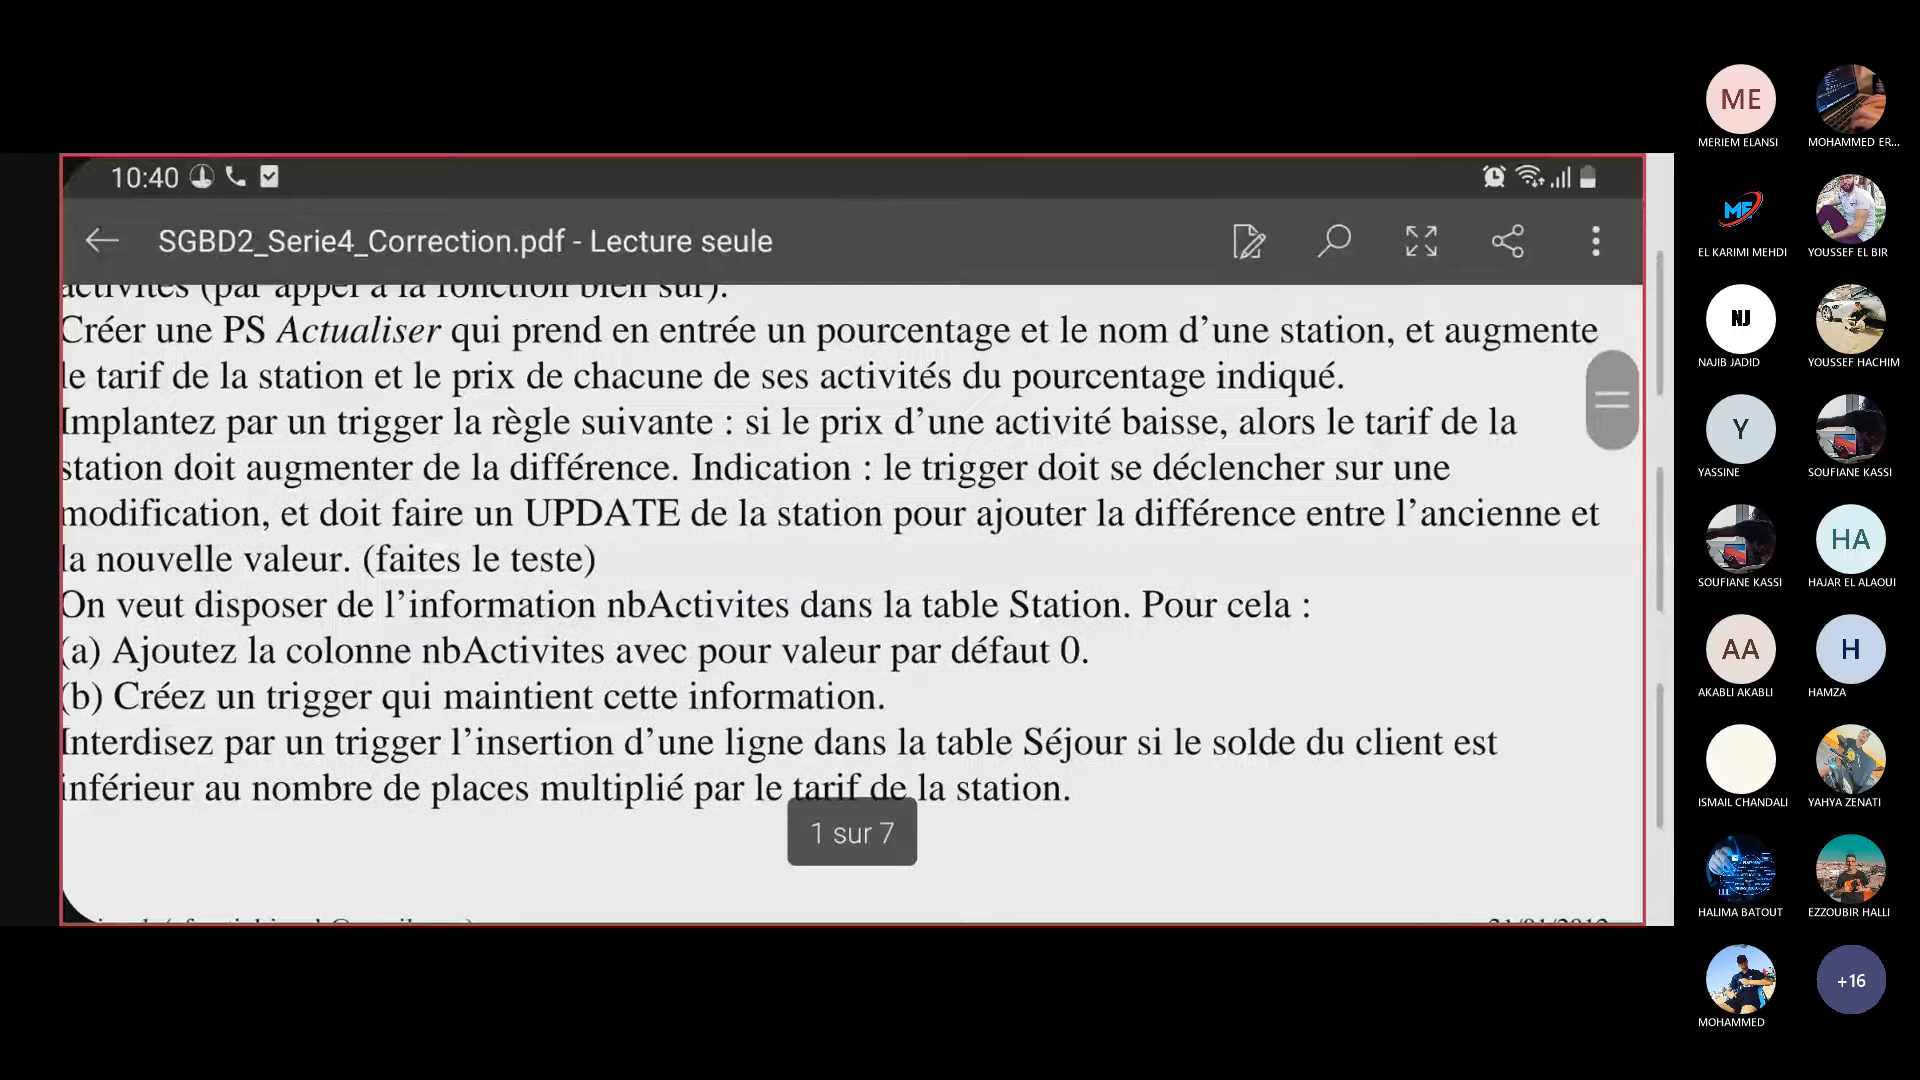 10:40
SGBD2_Serie4_Correction.pdf - Lecture seule
activités (par appel à la fonction bien sûr).
Créer une PS Actualiser qui prend en entrée un pourcentage et le nom d’une station, et augmente
le tarif de la station et le prix de chacune de ses activités du pourcentage indiqué.
Implantez par un trigger la règle suivante : si le prix d’une activité baisse, alors le tarif de la
station doit augmenter de la différence. Indication : le trigger doit se déclencher sur une
modification, et doit faire un UPDATE de la station pour ajouter la différence entre l’ancienne et
la nouvelle valeur. (faites le teste)
On veut disposer de l’information nbActivites dans la table Station. Pour cela :
(a) Ajoutez la colonne nbActivites avec pour valeur par défaut 0.
(b) Créez un trigger qui maintient cette information.
Interdisez par un trigger l’insertion d’une ligne dans la table Séjour si le solde du client est
inférieur au nombre de places multiplié par le tarif de la station.
1 sur 7
ME
MERIEM ELANSI
MOHAMMED ER...
ME
EL KARIMI MEHDI
YOUSSEF EL BIR
NJ
NAJIB JADID
YOUSSEF HACHIM
Y
YASSINE
SOUFIANE KASSI
SOUFIANE KASSI
HA
HAJAR EL ALAOUI
AA
AKABLI AKABLI
H
HAMZA
ISMAIL CHANDALI
YAHYA ZENATI
HALIMA BATOUT
EZZOUBIR HALLI
MOHAMMED
+16